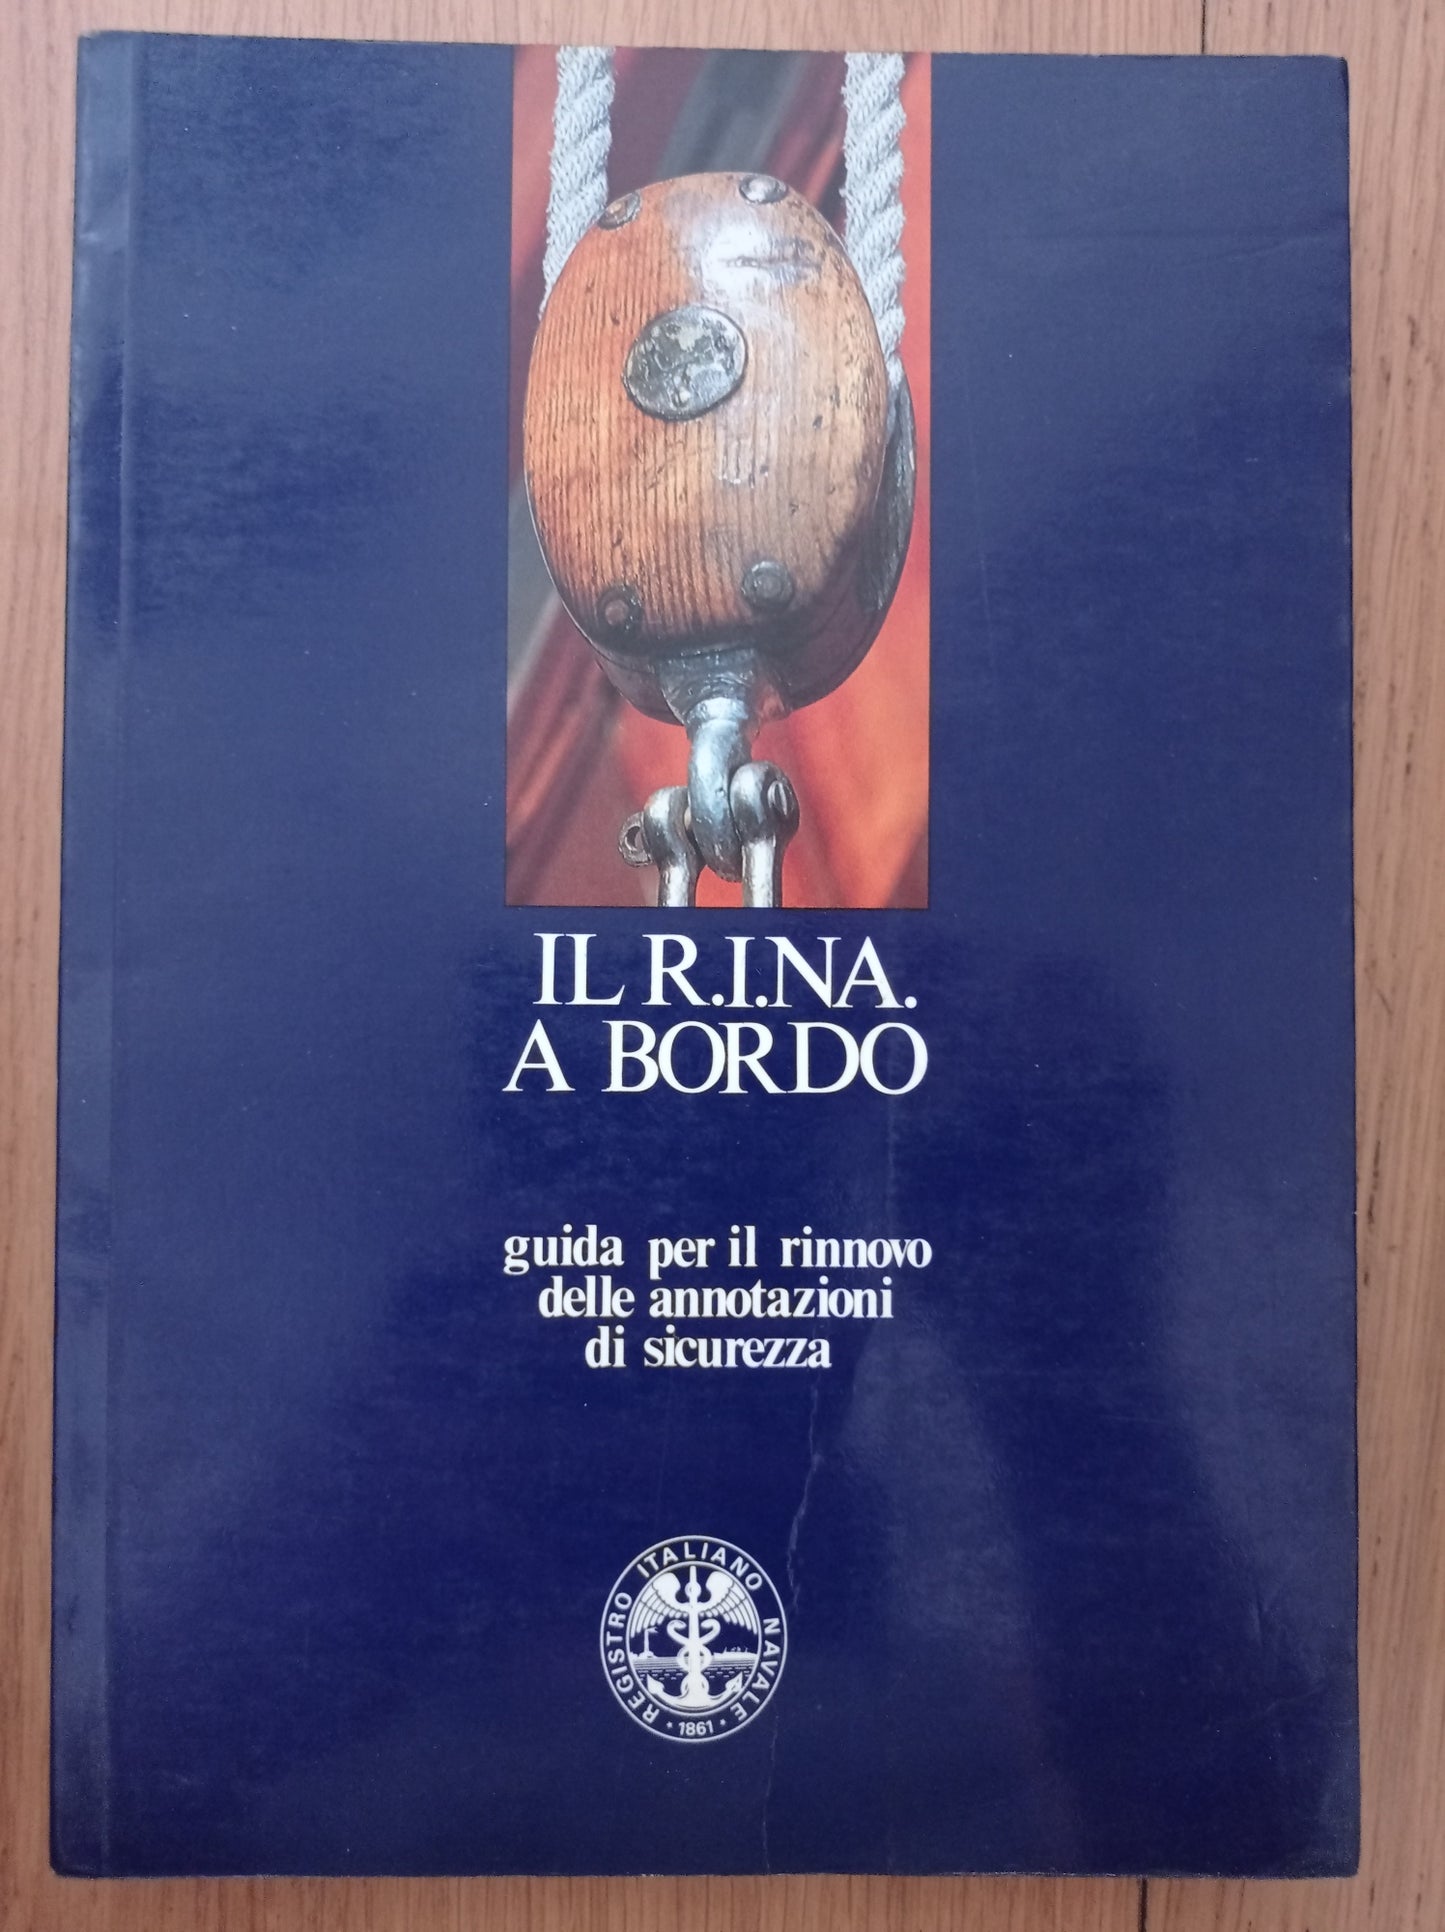 IL R.I.NA.
A BORDO
guida per il rinnovo
delle annotazioni
di sicurezza
REGISTRO ITALIANO NAVALE
· 1861 ·